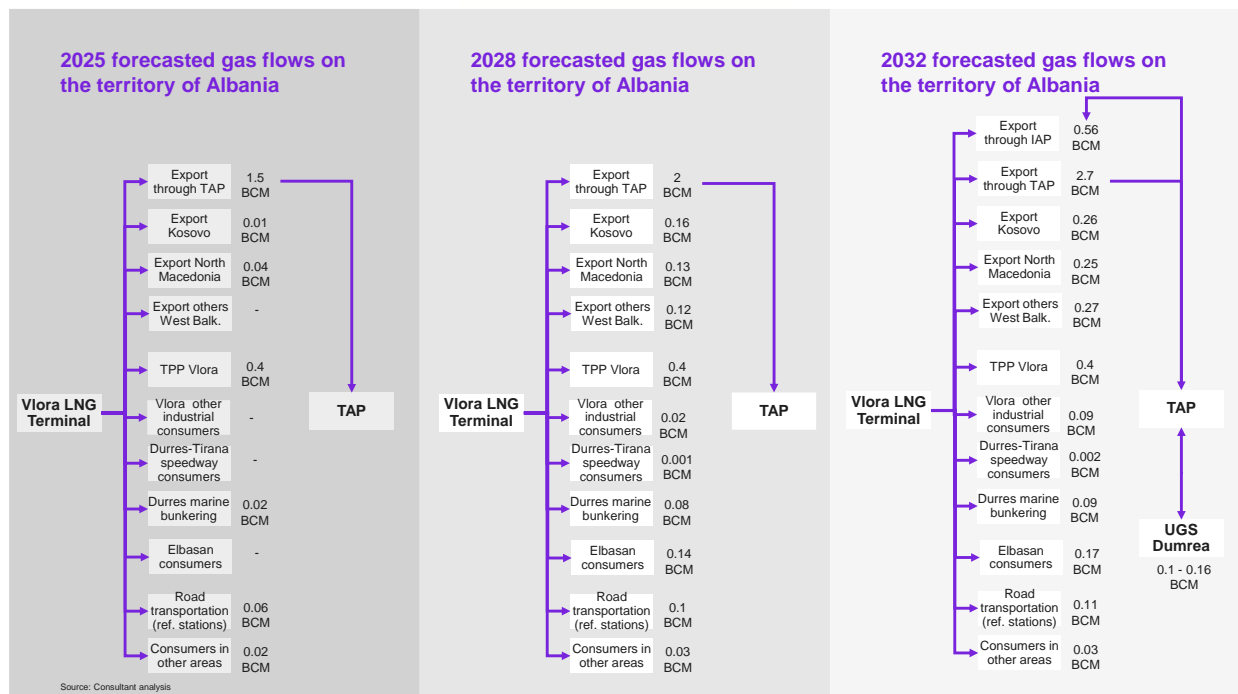 2025 forecasted gas flows on
the territory of Albania
Export
through TAP
1.5
BCM
Export
Kosovo
0.01
BCM
Export North
Macedonia
0.04
BCM
Export others
West Balk.
-
TPP Vlora
0.4
BCM
Vlora LNG
Terminal
Vlora other
industrial
consumers
-
TAP
Durres-Tirana
speedway
consumers
-
Durres marine
bunkering
0.02
BCM
Elbasan
consumers
-
Road
transportation
(ref. stations)
0.06
BCM
Consumers in
other areas
0.02
BCM
Source: Consultant analysis
2028 forecasted gas flows on
the territory of Albania
Export
through TAP
2
BCM
Export
Kosovo
0.16
BCM
Export North
Macedonia
0.13
BCM
Export others
West Balk.
0.12
BCM
TPP Vlora
0.4
BCM
Vlora LNG
Terminal
Vlora other
industrial
consumers
0.02
BCM
TAP
Durres-Tirana
speedway
consumers
0.001
BCM
Durres marine
bunkering
0.08
BCM
Elbasan
consumers
0.14
BCM
Road
transportation
(ref. stations)
0.1
BCM
Consumers in
other areas
0.03
BCM
2032 forecasted gas flows on
the territory of Albania
Export
through IAP
0.56
BCM
Export
through TAP
2.7
BCM
Export
Kosovo
0.26
BCM
Export North
Macedonia
0.25
BCM
Export others
West Balk.
0.27
BCM
TPP Vlora
0.4
BCM
Vlora LNG
Terminal
Vlora other
industrial
consumers
0.09
BCM
TAP
Durres-Tirana
speedway
consumers
0.002
BCM
Durres marine
bunkering
0.09
BCM
UGS
Dumrea
0.1 - 0.16
BCM
Elbasan
consumers
0.17
BCM
Road
transportation
(ref. stations)
0.11
BCM
Consumers in
other areas
0.03
BCM